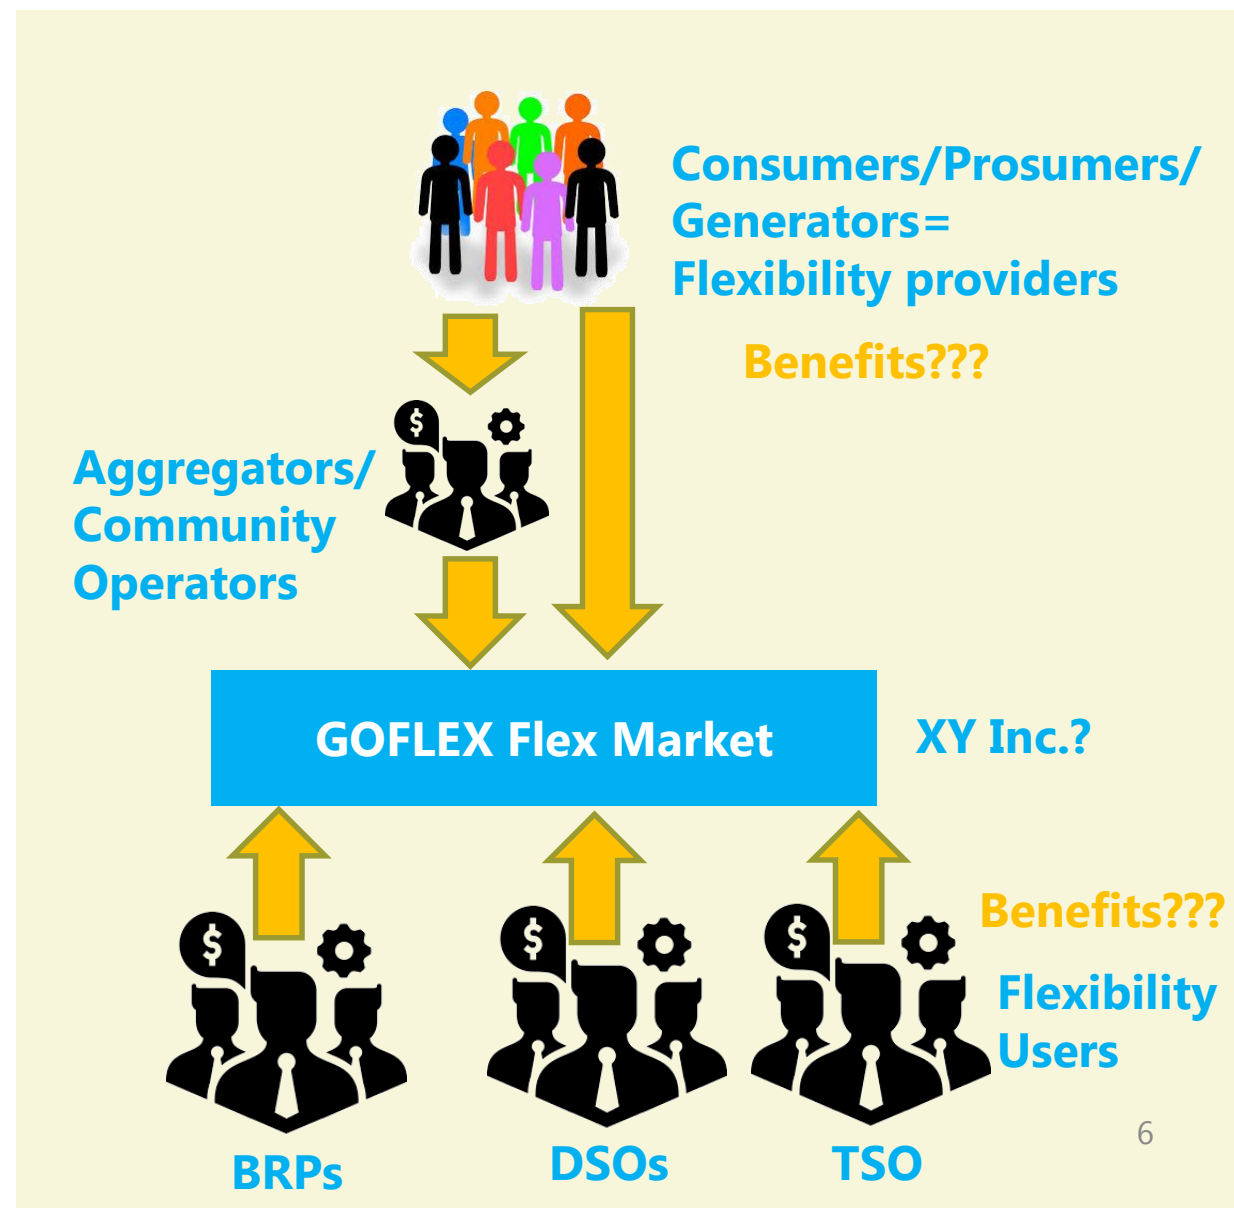 Consumers/Prosumers/
Generators=
Flexibility providers
Benefits???
$
Aggregators/
Community
Operators
GOFLEX Flex Market
XY Inc.?
$
$
$
Benefits???
Flexibility
Users
BRPs
DSOs
TSO
6